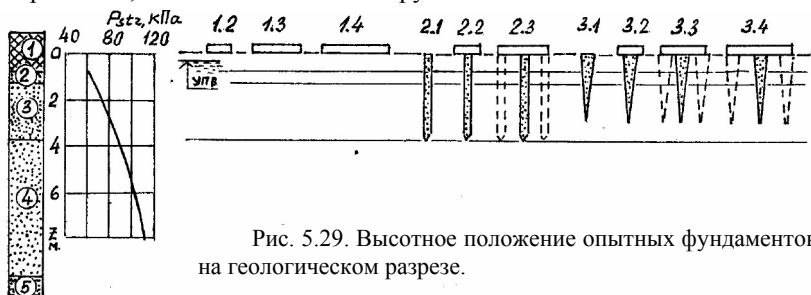 Pstz, кПа
40 80 120
1.2 1.3 1.4 2.1 2.2 2.3 3.1 3.2 3.3 3.4
1
2
3
4
5
0
2
4
6
Z
м.
УПВ
Рис. 5.29. Высотное положение опытных фундаментов
на геологическом разрезе.